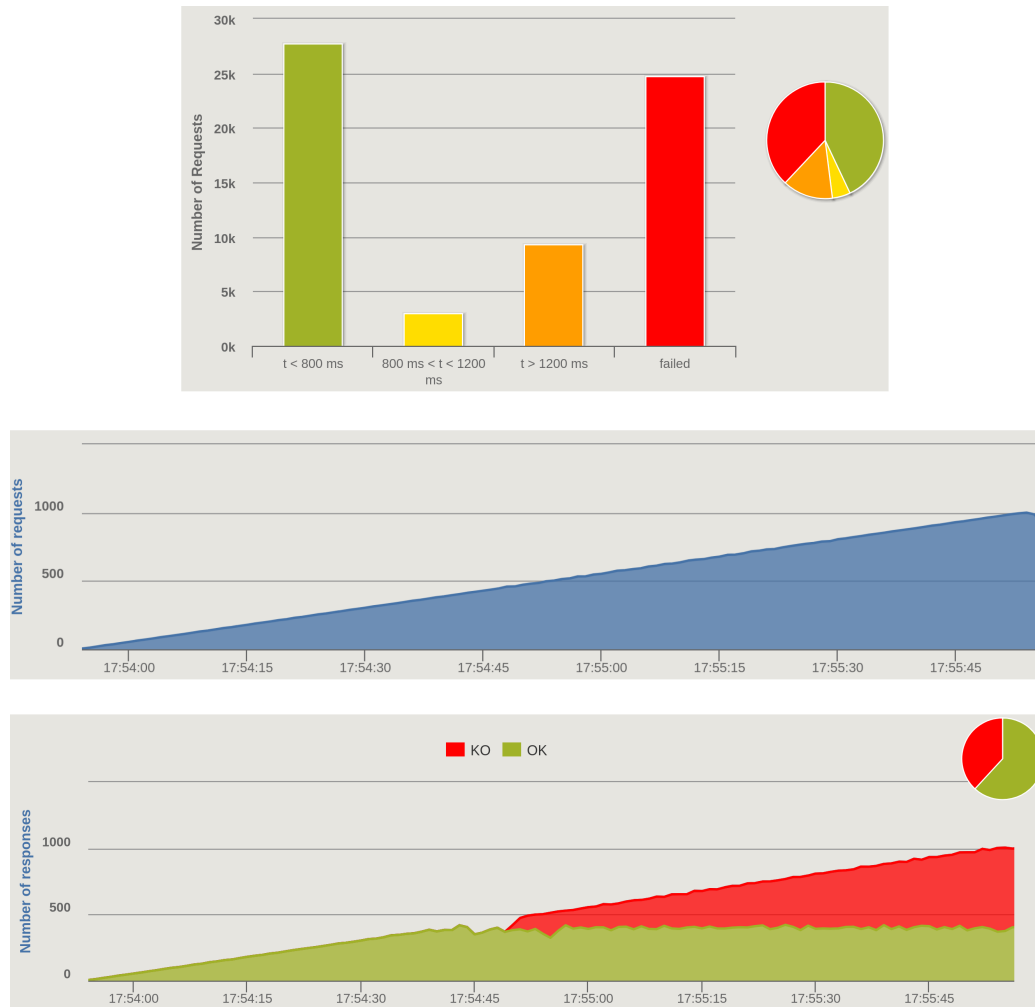 Number of Requests
30k
25k
20k
15k
10k
5k
0k
t < 800 ms
800 ms < t < 1200
ms
t > 1200 ms
failed
Number of requests
1000
500
0
17:54:00
17:54:15
17:54:30
17:54:45
17:55:00
17:55:15
17:55:30
17:55:45
KO
OK
Number of responses
1000
500
0
17:54:00
17:54:15
17:54:30
17:54:45
17:55:00
17:55:15
17:55:30
17:55:45